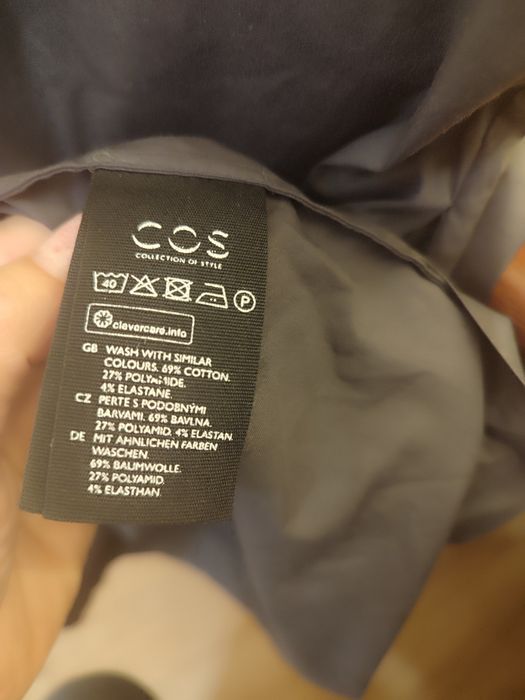 COS
COLLECTION OF STYLE
40
P
clevercare.info
GB WASH WITH SIMILAR
COLOURS. 69% COTTON.
27% POLYAMIDE.
4% ELASTANE.
CZ PERTE S PODOBNÝMI
BARVAMI. 69% BAVLNA.
27% POLYAMID. 4% ELASTAN.
DE MIT ÄHNLICHEN FARBEN
WASCHEN.
69% BAUMWOLLE.
27% POLYAMID.
4% ELASTHAN.